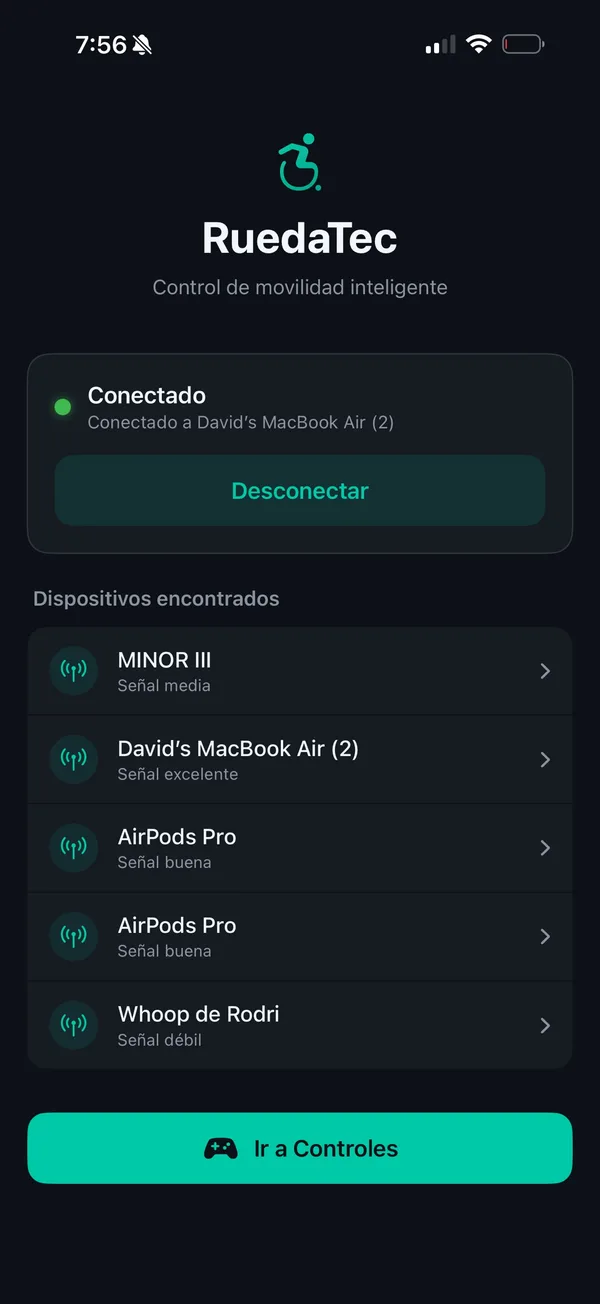 7:56
RuedaTec
Control de movilidad inteligente
Conectado
Conectado a David’s MacBook Air (2)
Desconectar
Dispositivos encontrados
MINOR III
Señal media
David’s MacBook Air (2)
Señal excelente
AirPods Pro
Señal buena
AirPods Pro
Señal buena
Whoop de Rodri
Señal débil
Ir a Controles